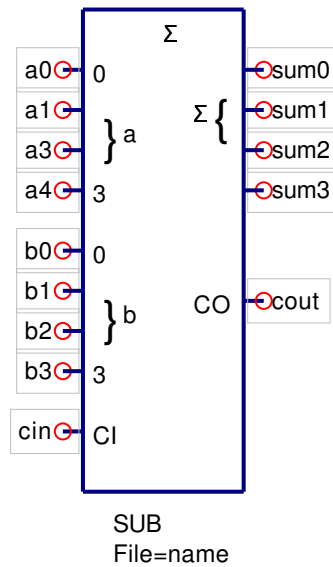 Σ
a0 0 sum0
a1 Σ { sum1
} a
a3 sum2
a4 3 sum3
b0 0
b1 CO cout
} b
b2
b3 3
cin CI
SUB
File=name